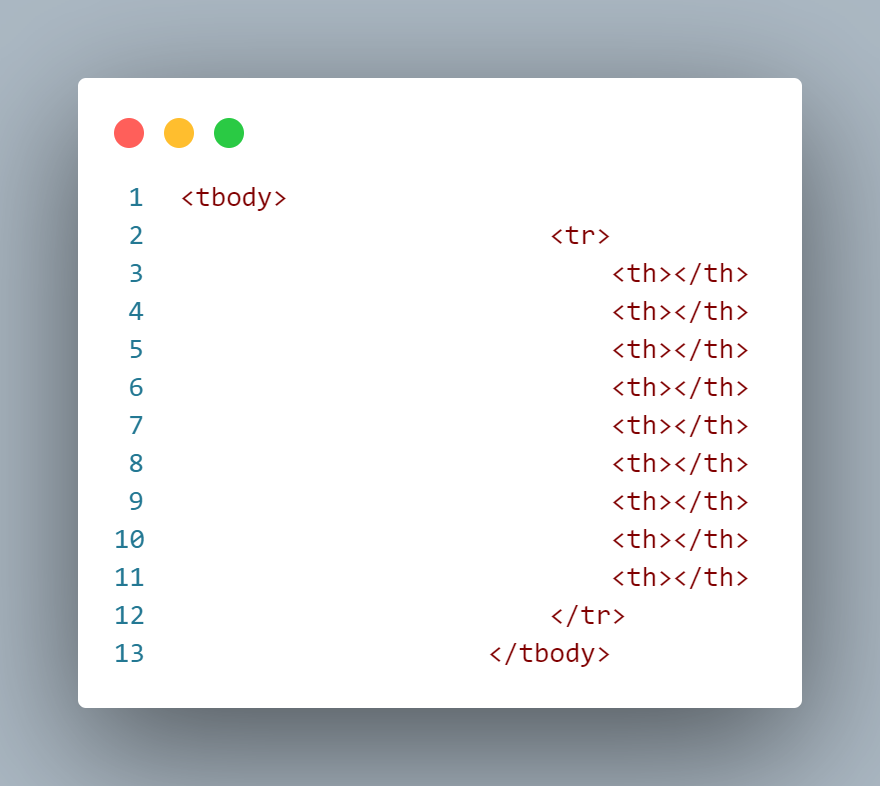 1 <tbody>
2 <tr>
3 <th></th>
4 <th></th>
5 <th></th>
6 <th></th>
7 <th></th>
8 <th></th>
9 <th></th>
10 <th></th>
11 <th></th>
12 </tr>
13 </tbody>